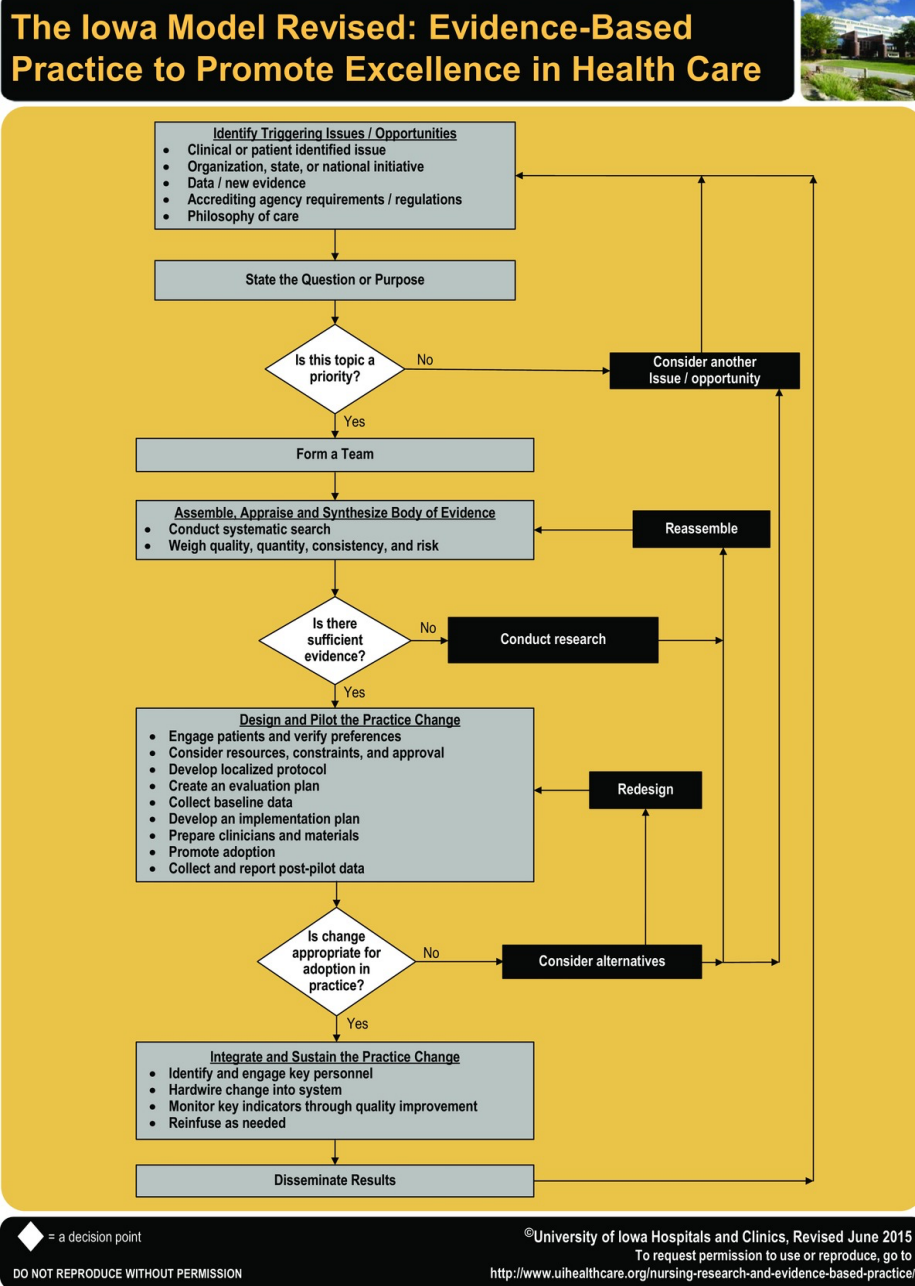 The Iowa Model Revised: Evidence-Based
Practice to Promote Excellence in Health Care
Identify Triggering Issues / Opportunities
• Clinical or patient identified issue
• Organization, state, or national initiative
• Data / new evidence
• Accrediting agency requirements / regulations
• Philosophy of care
State the Question or Purpose
Is this topic a
priority?
No
Consider another
Issue / opportunity
Yes
Form a Team
Assemble, Appraise and Synthesize Body of Evidence
• Conduct systematic search
• Weigh quality, quantity, consistency, and risk
Reassemble
Is there
sufficient
evidence?
No
Conduct research
Yes
Design and Pilot the Practice Change
• Engage patients and verify preferences
• Consider resources, constraints, and approval
• Develop localized protocol
• Create an evaluation plan
• Collect baseline data
• Develop an implementation plan
• Prepare clinicians and materials
• Promote adoption
• Collect and report post-pilot data
Redesign
Is change
appropriate for
adoption in
practice?
No
Consider alternatives
Yes
Integrate and Sustain the Practice Change
• Identify and engage key personnel
• Hardwire change into system
• Monitor key indicators through quality improvement
• Reinfuse as needed
Disseminate Results
= a decision point
DO NOT REPRODUCE WITHOUT PERMISSION
©University of Iowa Hospitals and Clinics, Revised June 2015
To request permission to use or reproduce, go to
http://www.uihealthcare.org/nursing-research-and-evidence-based-practice/